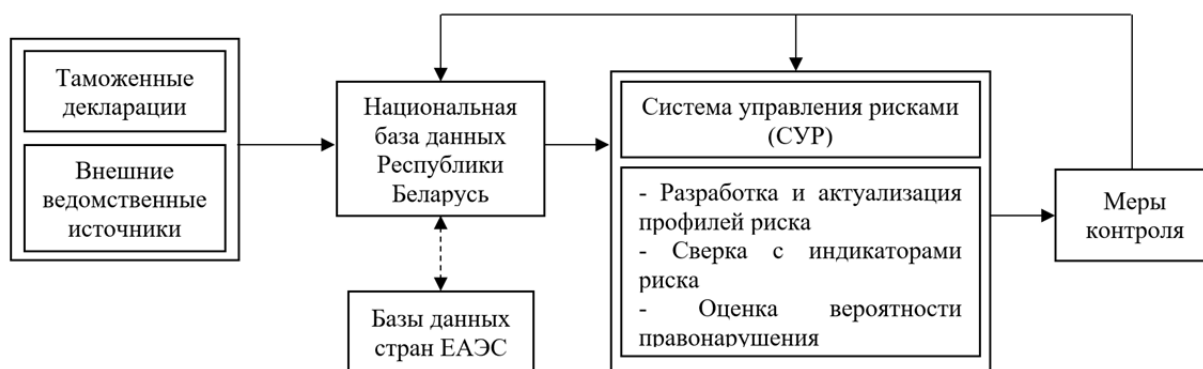 Таможенные
декларации
Внешние
ведомственные
источники
Национальная
база данных
Республики
Беларусь
Базы данных
стран ЕАЭС
Система управления рисками
(СУР)
- Разработка и актуализация
профилей риска
- Сверка с индикаторами
риска
- Оценка вероятности
правонарушения
Меры
контроля